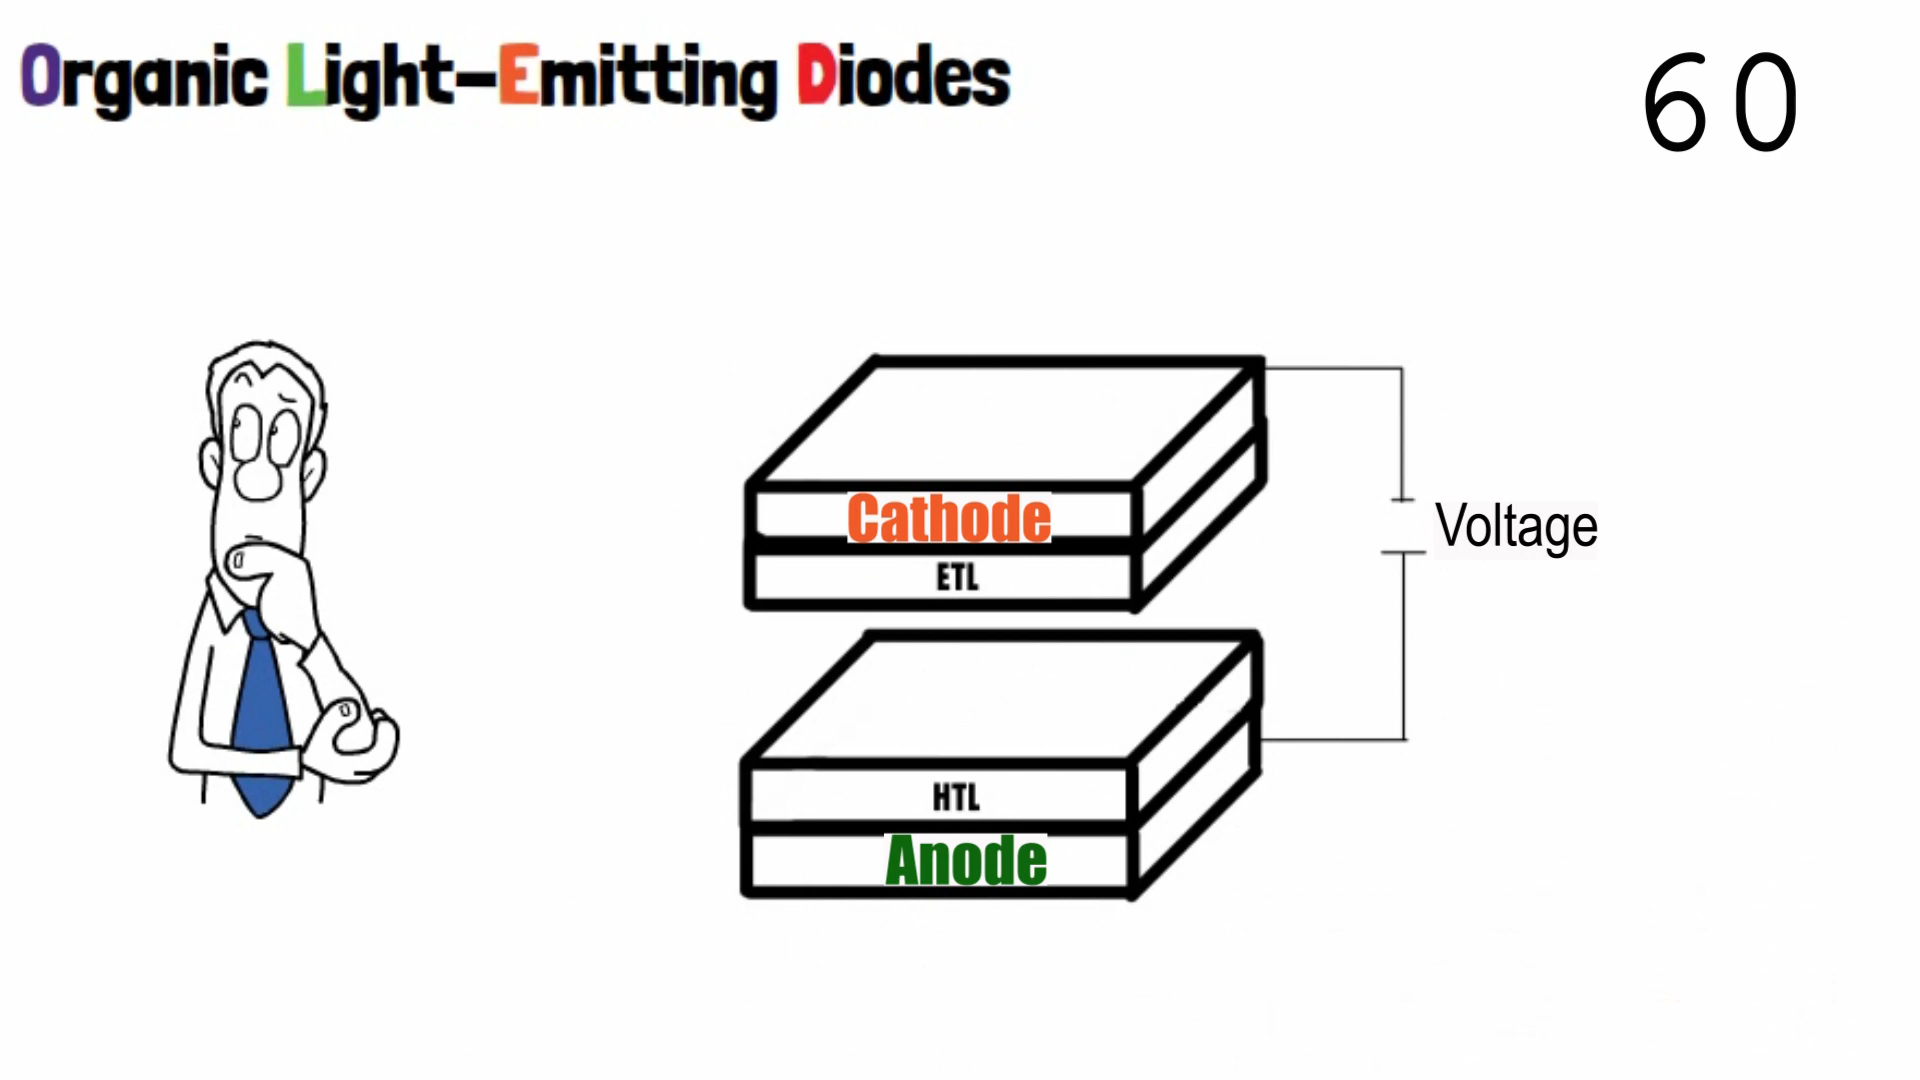 Organic Light-Emitting Diodes
60
Cathode
ETL
Voltage
HTL
Anode